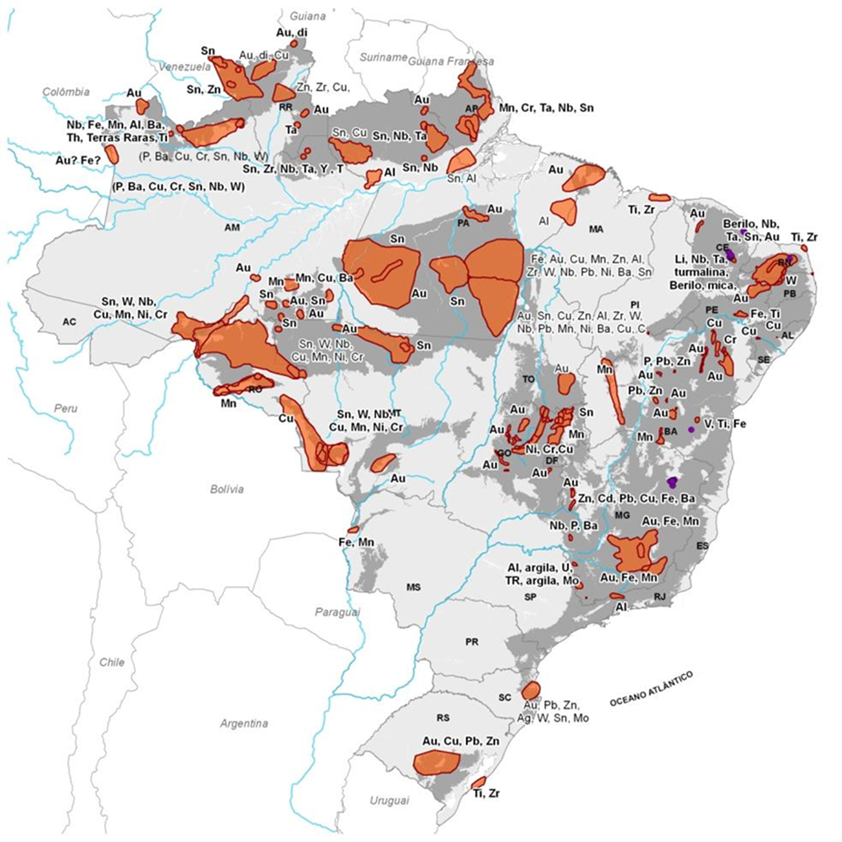 Guiana
Au, di
Sn
Au, di, Cu
Venezuela
Suriname
Guiana Francesa
Colômbia
Sn, Zn
Zn, Zr, Cu,
Au
RR
Au
Au
AP
Mn, Cr, Ta, Nb, Sn
Nb, Fe, Mn, Al, Ba,
Th, Terras Raras,Ti
Ta
Sn, Cu
Sn, Nb, Ta
Au? Fe?
(P, Ba, Cu, Cr, Sn, Nb, W)
Sn, Zr, Nb, Ta, Y , T
Al
Sn, Nb
Sn, Al
Au
(P, Ba, Cu, Cr, Sn, Nb, W)
Ti, Zr
AM
PA
Au
Al
MA
Au
Berilo, Nb,
Ta, Sn, Au
CE
Ti, Zr
Sn
Fe, Au, Cu, Mn, Zn, Al,
Zr, W, Nb, Pb, Ni, Ba, Sn
Li, Nb, Ta,
turmalina,
Berilo, mica,
RN
W
PB
Au
Mn
Mn, Cu, Ba
Sn
Au, Sn
Au
Au
Sn
Au
PI
Au, Sn, Cu, Zn, Al, Zr, W,
Nb, Pb, Mn, Ni, Ba, Cu, C
PE
Fe, Ti
Cu
Cu
Cu
AL
AC
Sn, W, Nb,
Cu, Mn, Ni, Cr
Sn
Au
Sn
Sn, W, Nb,
Cu, Mn, Ni, Cr
Cr
SE
Au
Au
Peru
RO
Mn
TO
Au
Mn
P, Pb, Zn
Au
Pb, Zn
Au
Au
Cu
Sn, W, Nb,
Cu, Mn, Ni, Cr
MT
Au
Sn
Au
Mn
Ni, Cr,Cu
GO
DF
Au
Au
V, Ti, Fe
Mn
BA
Bolívia
Au
Au
Zn, Cd, Pb, Cu, Fe, Ba
MG
Nb, P, Ba
Au, Fe, Mn
Fe, Mn
ES
Al, argila, U,
TR, argila, Mo
Au, Fe, Mn
MS
SP
RJ
Al
Paraguai
PR
Chile
SC
OCEANO ATLÂNTICO
Au, Pb, Zn,
Ag, W, Sn, Mo
Argentina
RS
Au, Cu, Pb, Zn
Ti, Zr
Uruguai